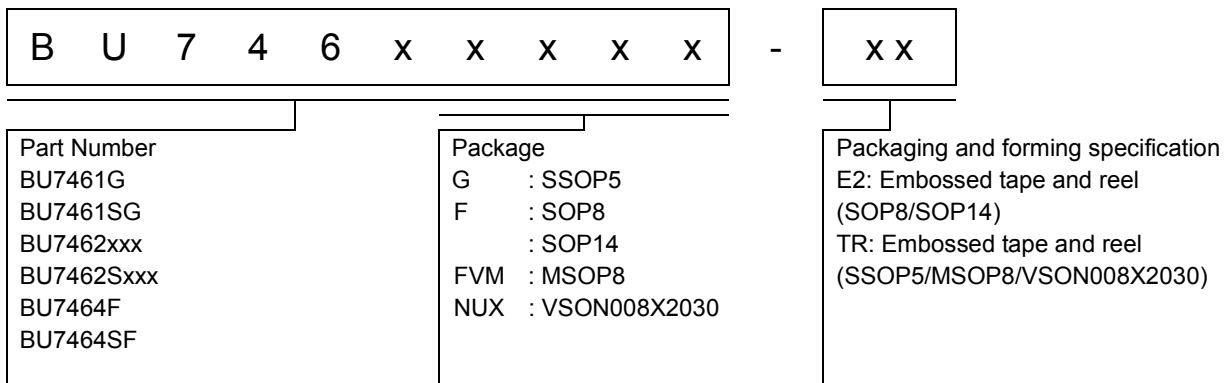 B U 7 4 6 x x x x x - x x
Part Number
BU7461G
BU7461SG
BU7462xxx
BU7462Sxxx
BU7464F
BU7464SF
Package
G : SSOP5
F : SOP8
: SOP14
FVM : MSOP8
NUX : VSON008X2030
Packaging and forming specification
E2: Embossed tape and reel
(SOP8/SOP14)
TR: Embossed tape and reel
(SSOP5/MSOP8/VSON008X2030)